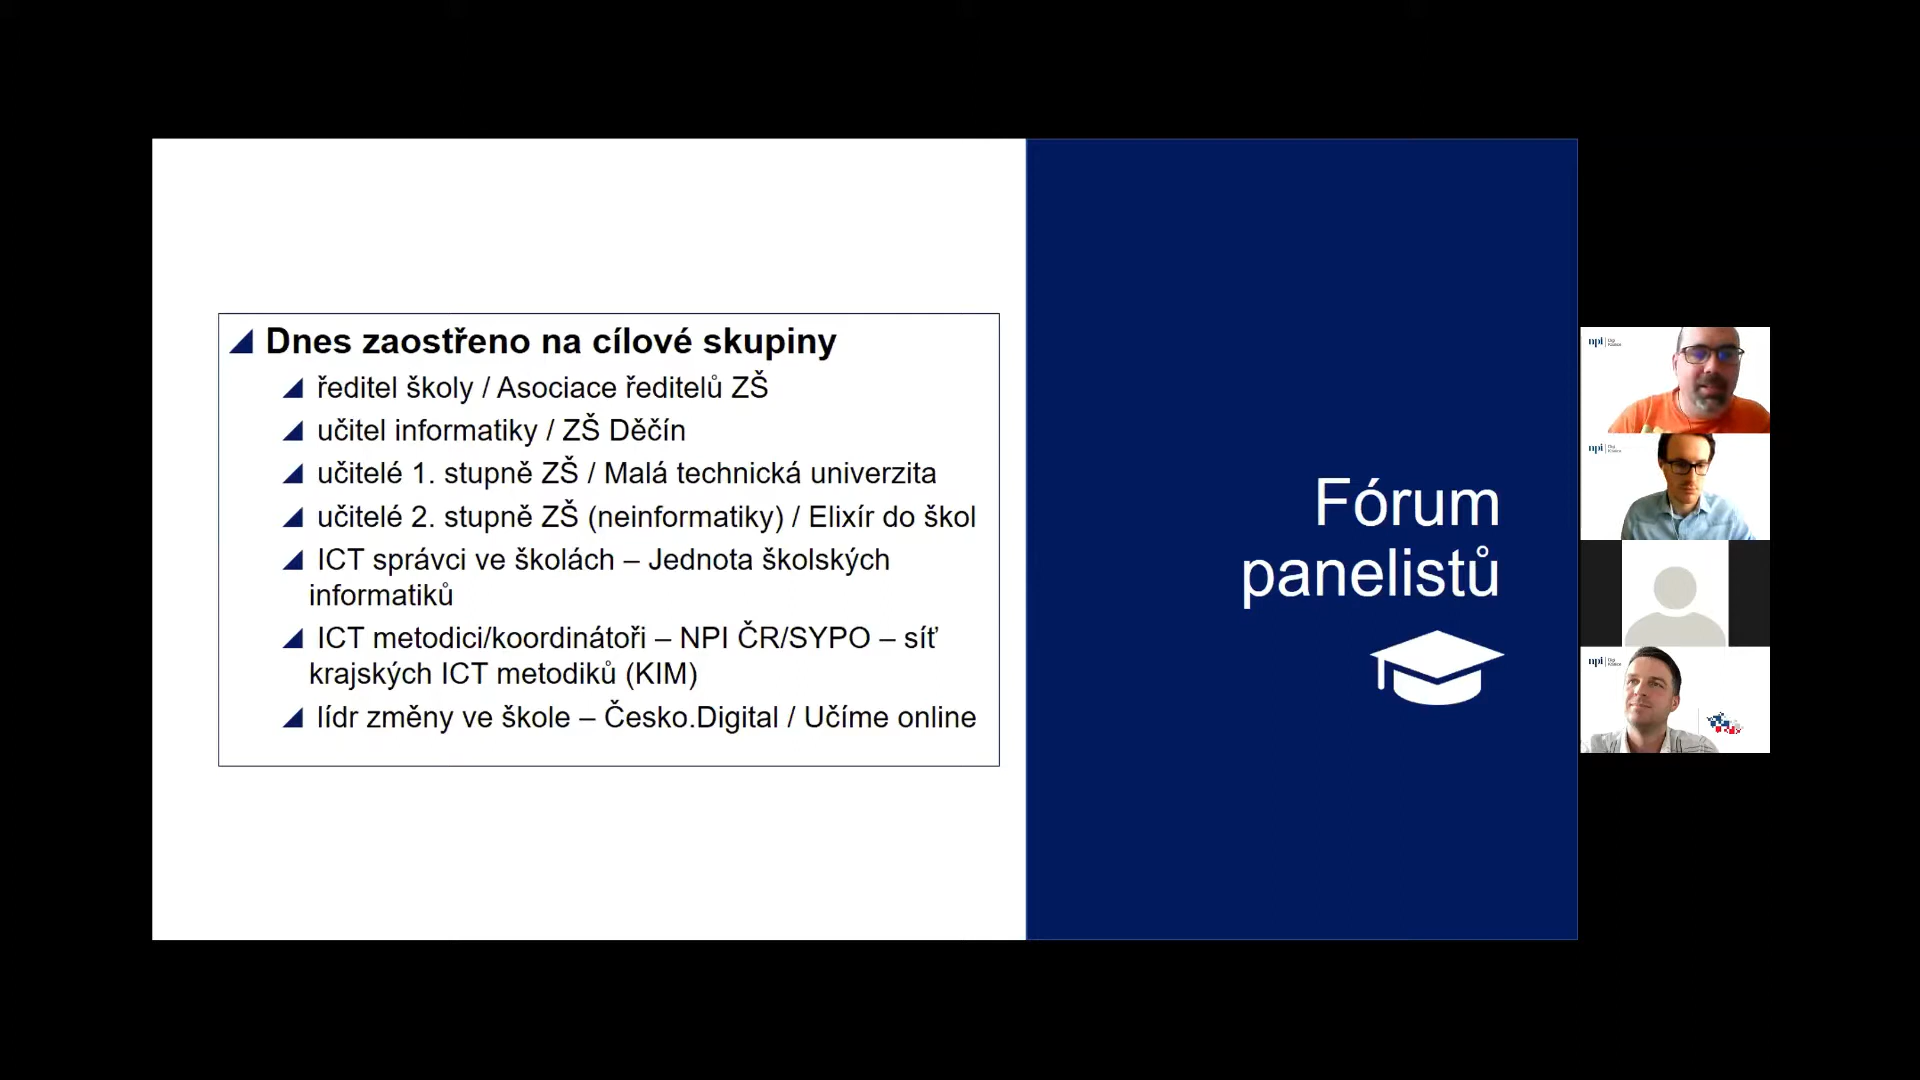 Dnes zaostřeno na cílové skupiny
ředitel školy / Asociace ředitelů ZŠ
učitel informatiky / ZŠ Děčín
učitelé 1. stupně ZŠ / Malá technická univerzita
učitelé 2. stupně ZŠ (neinformatiky) / Elixír do škol
ICT správci ve školách – Jednota školských
informatiků
ICT metodici/koordinátoři – NPI ČR/SYPO – síť
krajských ICT metodiků (KIM)
lídr změny ve škole – Česko.Digital / Učíme online
Fórum
panelistů
npi
npi
npi